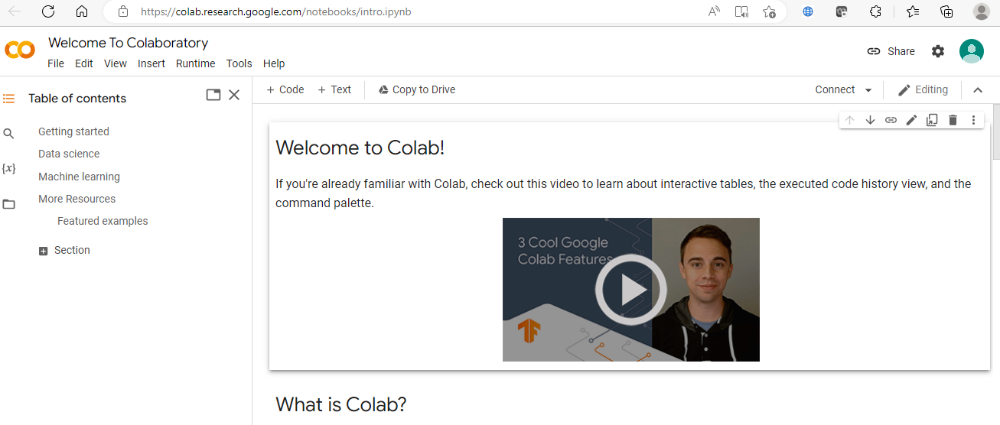 https://colab.research.google.com/notebooks/intro.ipynb
Welcome To Colaboratory
File Edit View Insert Runtime Tools Help
Share
Table of contents
+ Code + Text Copy to Drive
Connect Editing
Getting started
Data science
Machine learning
More Resources
Featured examples
Section
{x}
Welcome to Colab!
If you're already familiar with Colab, check out this video to learn about interactive tables, the executed code history view, and the
command palette.
3 Cool Google
Colab Features
What is Colab?